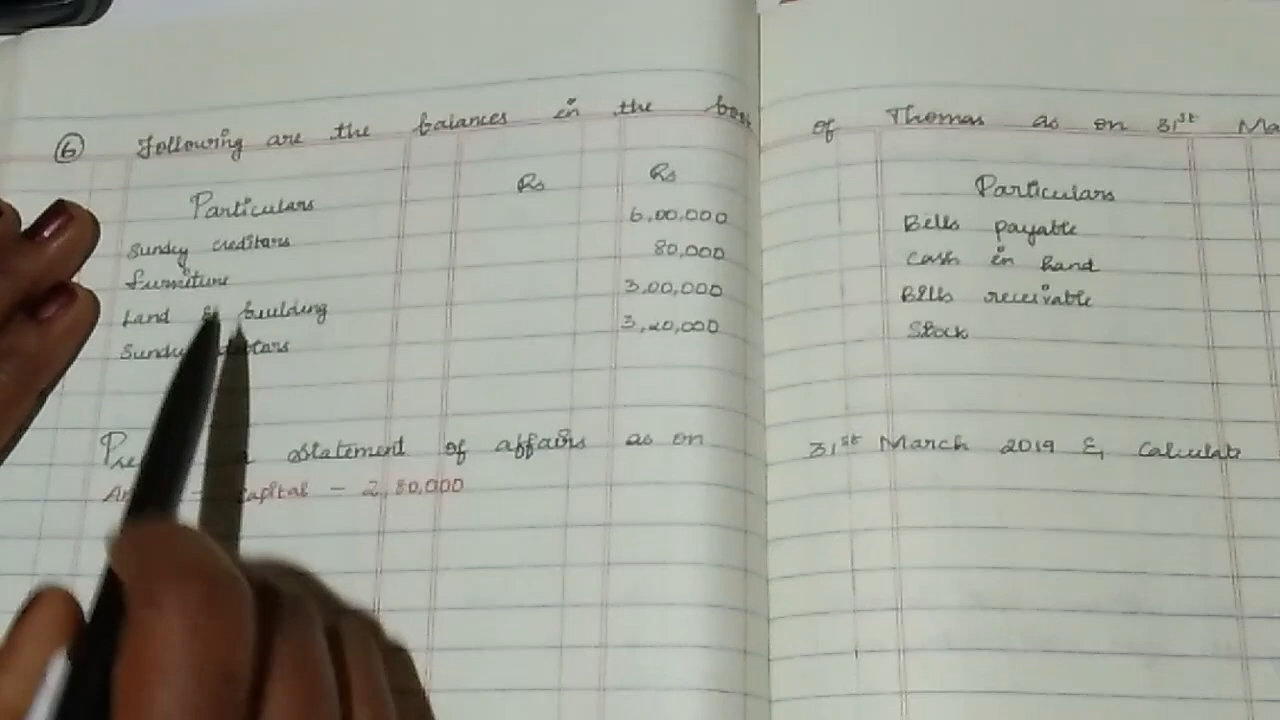 6 Following are the balances in the of Thomas as on 31st
Particulars Rs Rs Particulars
Sundry creditors 6,00,000 Bills payable
Furniture 80,000 Cash in hand
Land & building 3,00,000 Bills receivable
Sundry 3,20,000 Stock
statement of affairs as on 31st March 2019 & Calculate
capital - 2,80,000